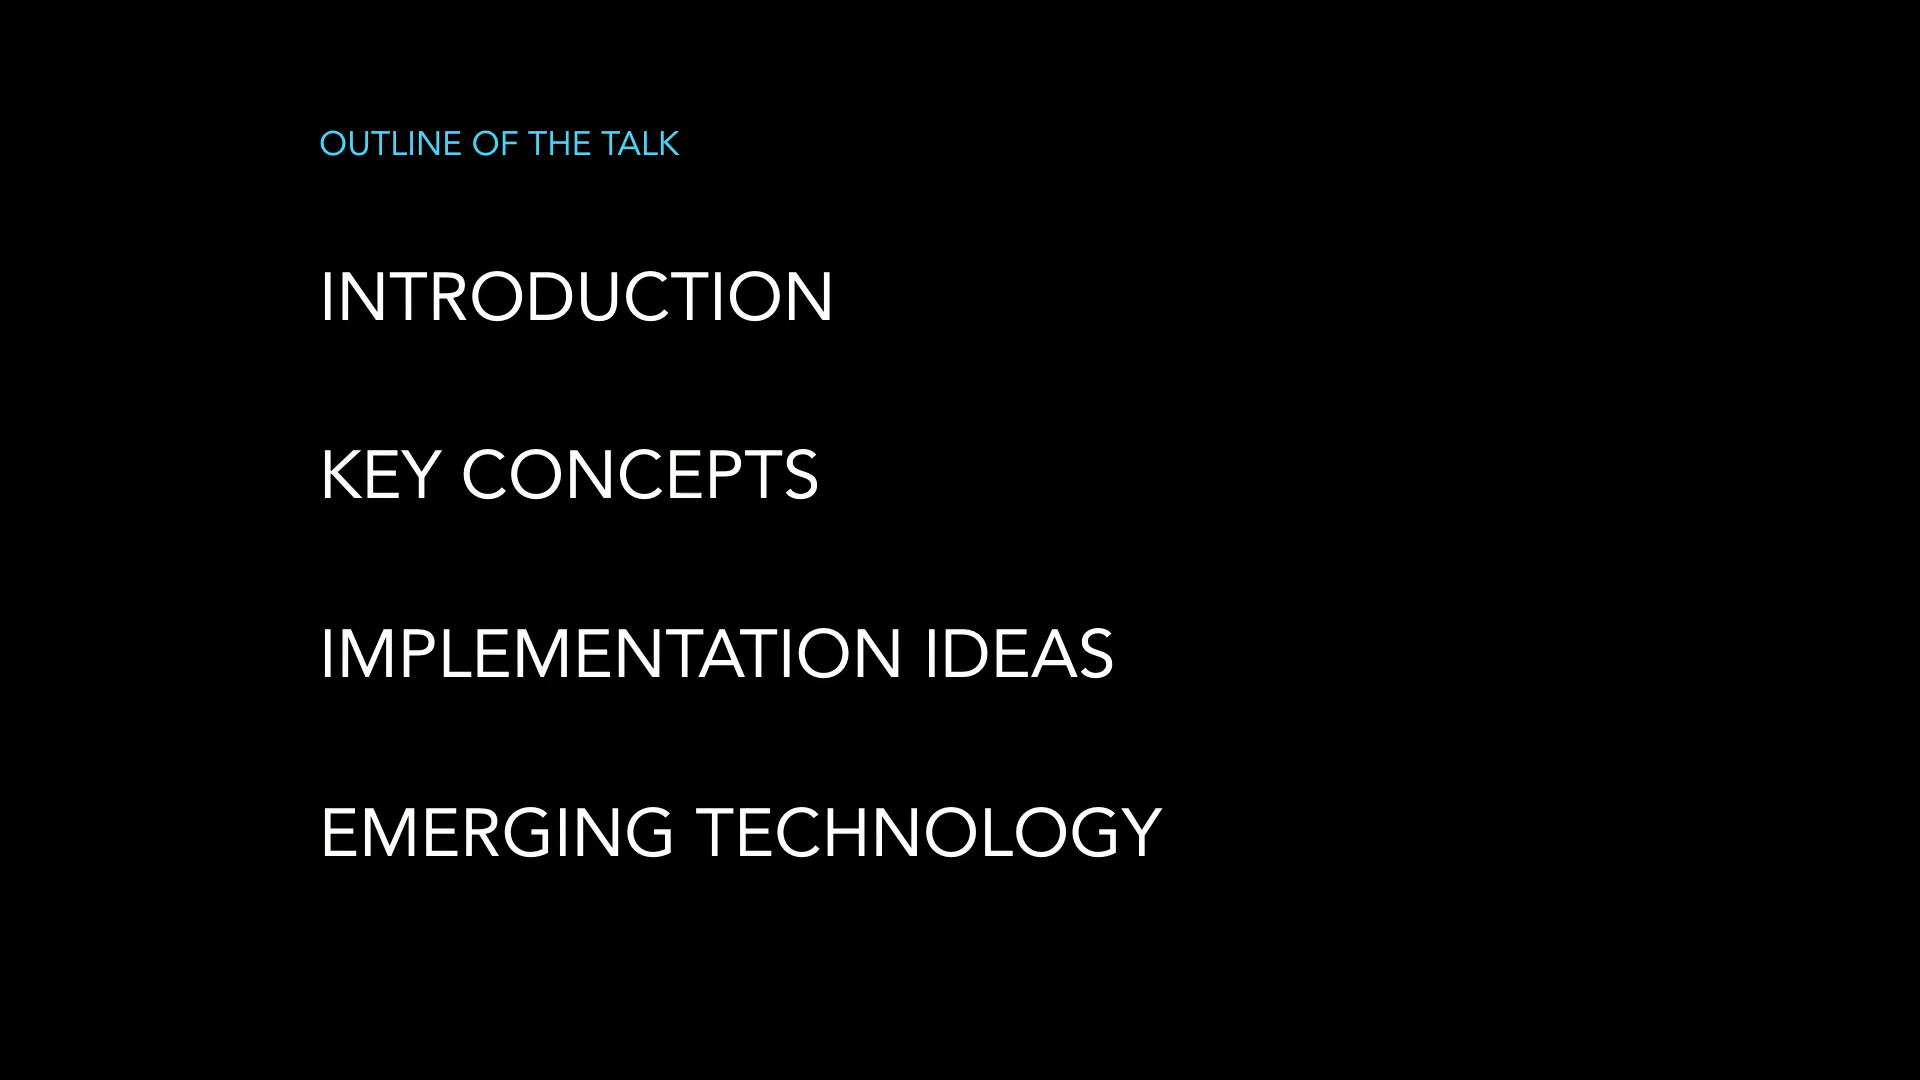 OUTLINE OF THE TALK
INTRODUCTION
KEY CONCEPTS
IMPLEMENTATION IDEAS
EMERGING TECHNOLOGY